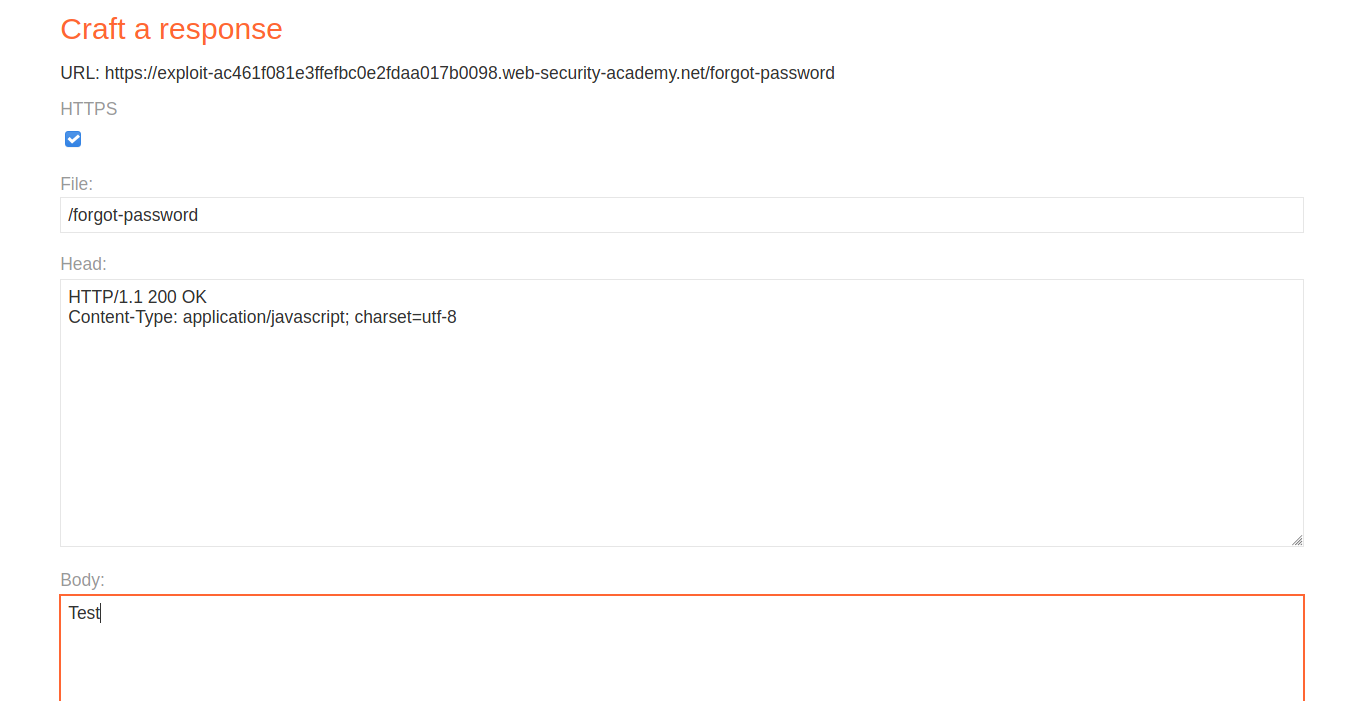 Craft a response
URL: https://exploit-ac461f081e3ffefbc0e2fdaa017b0098.web-security-academy.net/forgot-password
HTTPS
File:
/forgot-password
Head:
HTTP/1.1 200 OK
Content-Type: application/javascript; charset=utf-8
Body:
Test